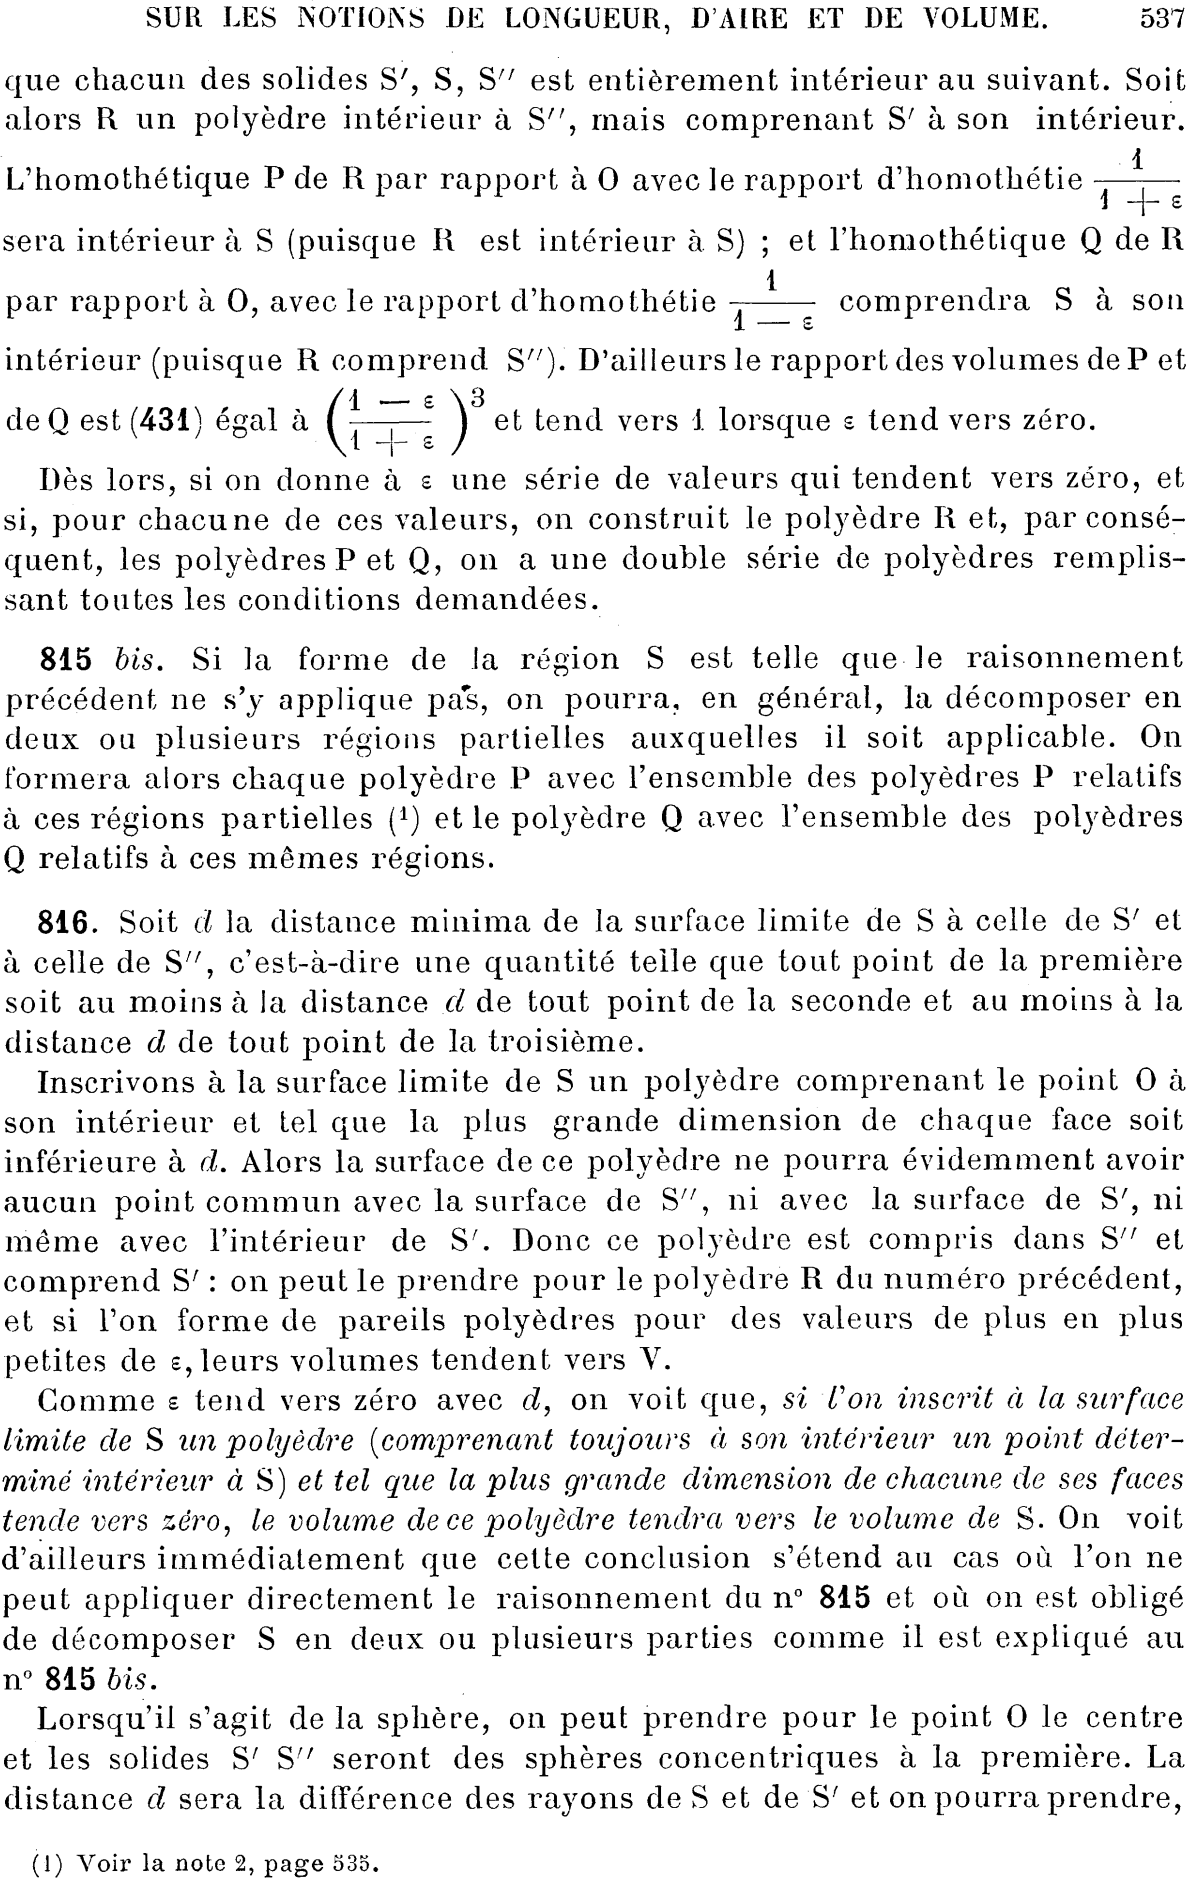 SUR LES NOTIONS DE LONGUEUR, D'AIRE ET DE VOLUME. 537
que chacun des solides S′, S, S″ est entièrement intérieur au suivant. Soit
alors R un polyèdre intérieur à S″, mais comprenant S′ à son intérieur.
L'homothétique P de R par rapport à O avec le rapport d'homothétie $\frac{1}{1+\varepsilon}$
sera intérieur à S (puisque R est intérieur à S) ; et l'homothétique Q de R
par rapport à O, avec le rapport d'homothétie $\frac{1}{1-\varepsilon}$ comprendra S à son
intérieur (puisque R comprend S″). D'ailleurs le rapport des volumes de P et
de Q est (431) égal à $\left(\frac{1-\varepsilon}{1+\varepsilon}\right)^3$ et tend vers 1 lorsque ε tend vers zéro.
Dès lors, si on donne à ε une série de valeurs qui tendent vers zéro, et
si, pour chacune de ces valeurs, on construit le polyèdre R et, par consé-
quent, les polyèdres P et Q, on a une double série de polyèdres remplis-
sant toutes les conditions demandées.
815 bis. Si la forme de la région S est telle que le raisonnement
précédent ne s'y applique pas, on pourra, en général, la décomposer en
deux ou plusieurs régions partielles auxquelles il soit applicable. On
formera alors chaque polyèdre P avec l'ensemble des polyèdres P relatifs
à ces régions partielles (¹) et le polyèdre Q avec l'ensemble des polyèdres
Q relatifs à ces mêmes régions.
816. Soit d la distance minima de la surface limite de S à celle de S′ et
à celle de S″, c'est-à-dire une quantité telle que tout point de la première
soit au moins à la distance d de tout point de la seconde et au moins à la
distance d de tout point de la troisième.
Inscrivons à la surface limite de S un polyèdre comprenant le point O à
son intérieur et tel que la plus grande dimension de chaque face soit
inférieure à d. Alors la surface de ce polyèdre ne pourra évidemment avoir
aucun point commun avec la surface de S″, ni avec la surface de S′, ni
même avec l'intérieur de S′. Donc ce polyèdre est compris dans S″ et
comprend S′ : on peut le prendre pour le polyèdre R du numéro précédent,
et si l'on forme de pareils polyèdres pour des valeurs de plus en plus
petites de ε, leurs volumes tendent vers V.
Comme ε tend vers zéro avec d, on voit que, si l'on inscrit à la surface
limite de S un polyèdre (comprenant toujours à son intérieur un point déter-
miné intérieur à S) et tel que la plus grande dimension de chacune de ses faces
tende vers zéro, le volume de ce polyèdre tendra vers le volume de S. On voit
d'ailleurs immédiatement que cette conclusion s'étend au cas où l'on ne
peut appliquer directement le raisonnement du n° 815 et où on est obligé
de décomposer S en deux ou plusieurs parties comme il est expliqué au
n° 815 bis.
Lorsqu'il s'agit de la sphère, on peut prendre pour le point O le centre
et les solides S′ S″ seront des sphères concentriques à la première. La
distance d sera la différence des rayons de S et de S′ et on pourra prendre,
(1) Voir la note 2, page 535.